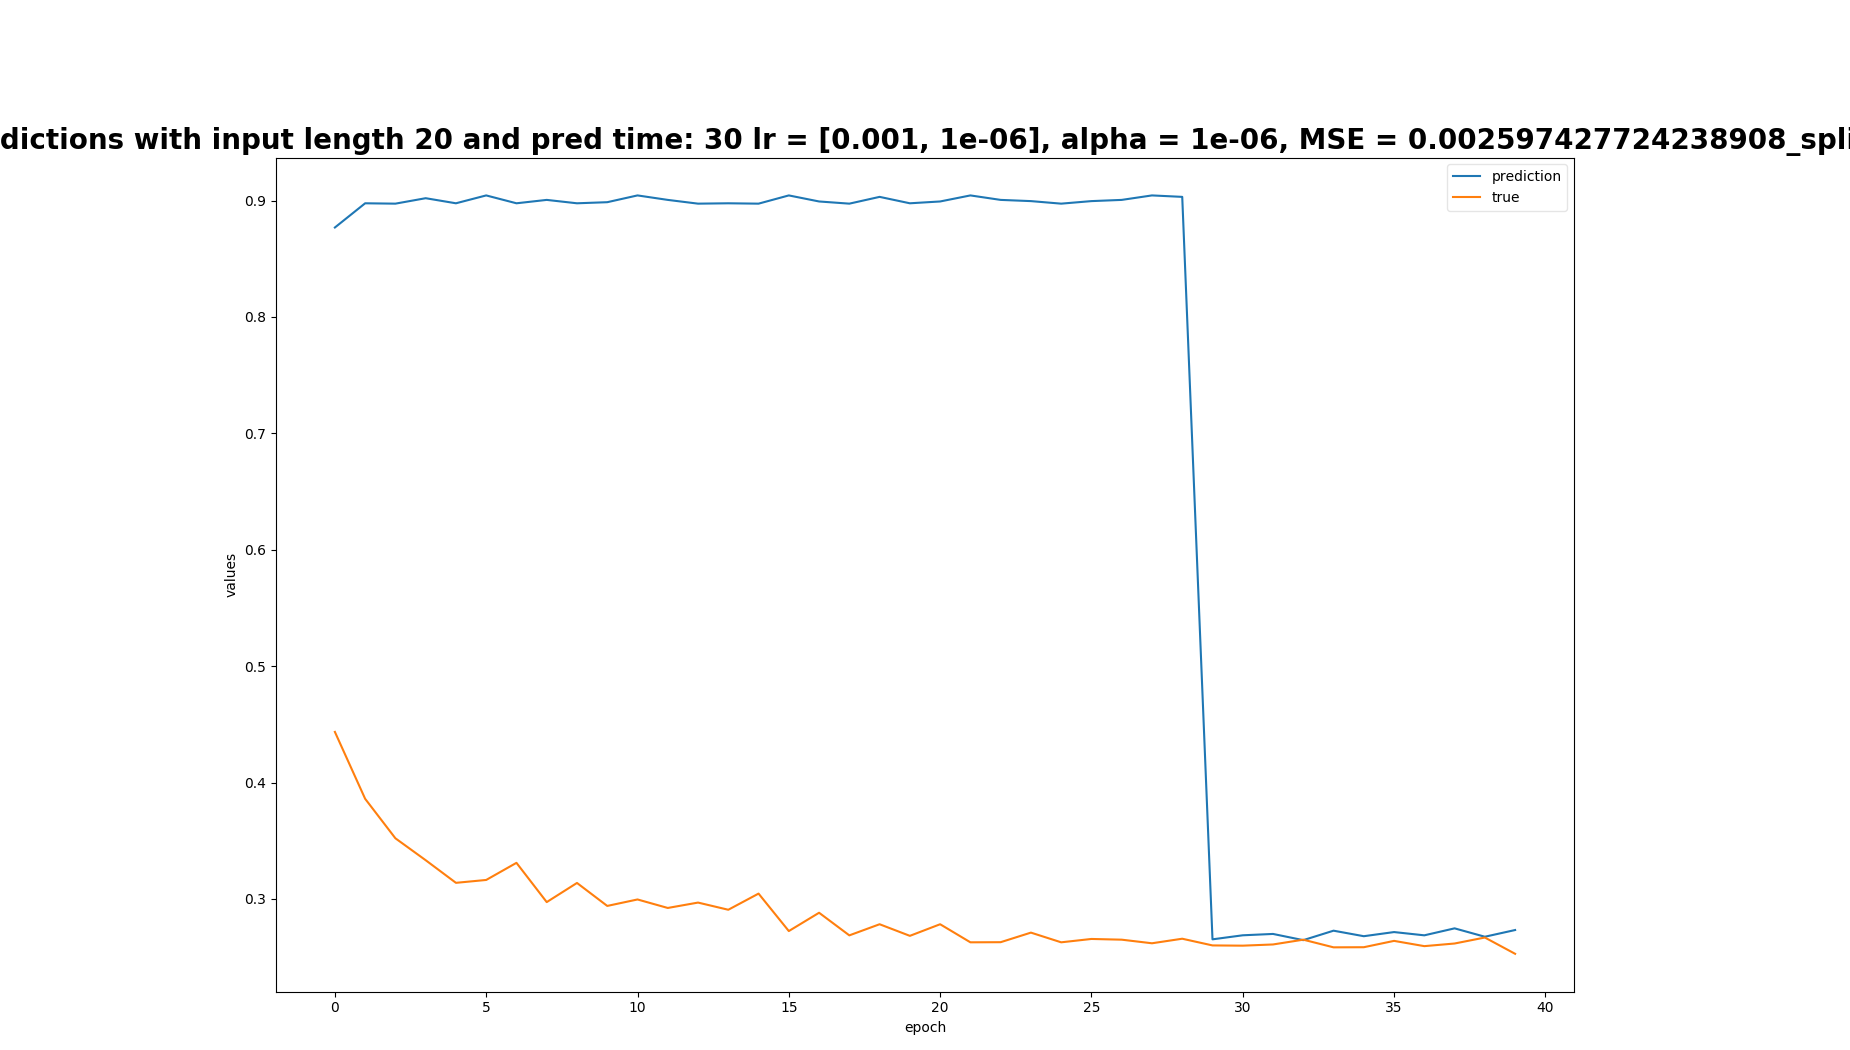 dictions with input length 20 and pred time: 30 lr = [0.001, 1e-06], alpha = 1e-06, MSE = 0.002597427724238908_spli
prediction
true
0.9
0.8
0.7
0.6
0.5
0.4
0.3
values
0 5 10 15 20 25 30 35 40
epoch